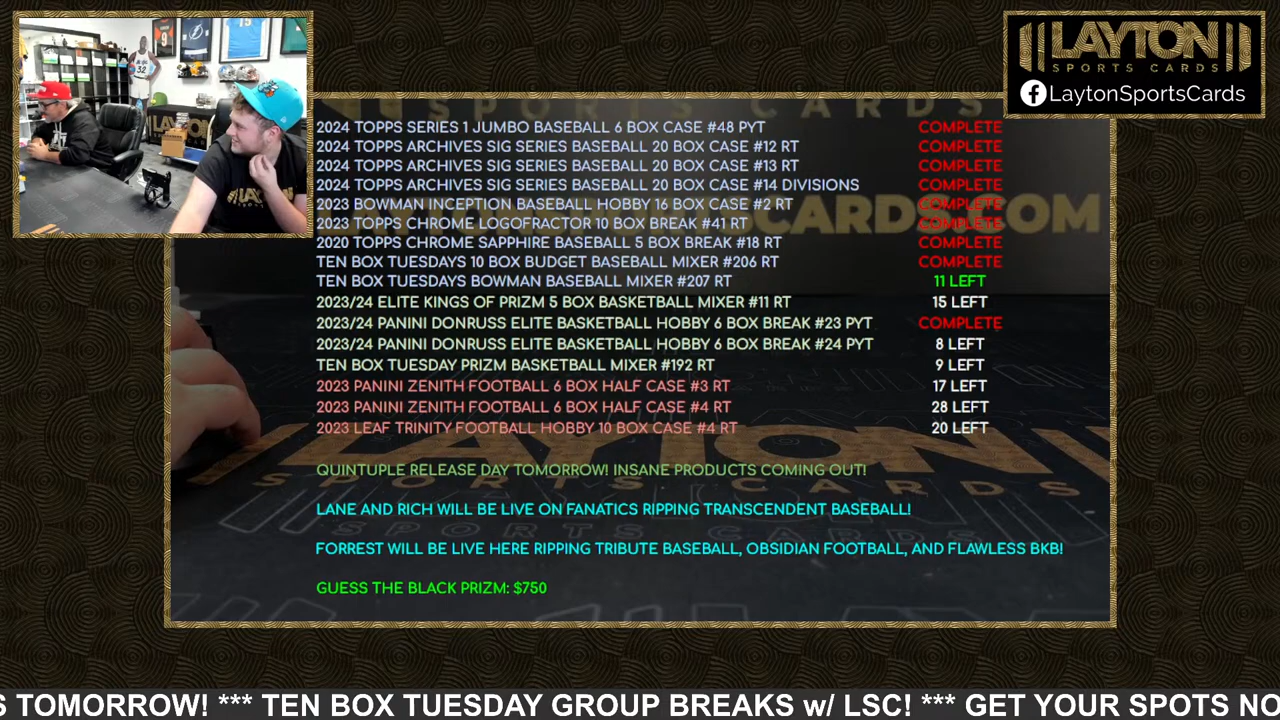 LAYTON
SPORTS CARDS
LaytonSportsCards
SPORTS CARDS
2024 TOPPS SERIES 1 JUMBO BASEBALL 6 BOX CASE #48 PYT COMPLETE
2024 TOPPS ARCHIVES SIG SERIES BASEBALL 20 BOX CASE #12 RT COMPLETE
2024 TOPPS ARCHIVES SIG SERIES BASEBALL 20 BOX CASE #13 RT COMPLETE
2024 TOPPS ARCHIVES SIG SERIES BASEBALL 20 BOX CASE #14 DIVISIONS COMPLETE
2023 BOWMAN INCEPTION BASEBALL HOBBY 16 BOX CASE #2 RT COMPLETE
2023 TOPPS CHROME LOGOFRACTOR 10 BOX BREAK #41 RT COMPLETE
2020 TOPPS CHROME SAPPHIRE BASEBALL 5 BOX BREAK #18 RT COMPLETE
TEN BOX TUESDAYS 10 BOX BUDGET BASEBALL MIXER #206 RT COMPLETE
TEN BOX TUESDAYS BOWMAN BASEBALL MIXER #207 RT 11 LEFT
2023/24 ELITE KINGS OF PRIZM 5 BOX BASKETBALL MIXER #11 RT 15 LEFT
2023/24 PANINI DONRUSS ELITE BASKETBALL HOBBY 6 BOX BREAK #23 PYT COMPLETE
2023/24 PANINI DONRUSS ELITE BASKETBALL HOBBY 6 BOX BREAK #24 PYT 8 LEFT
TEN BOX TUESDAY PRIZM BASKETBALL MIXER #192 RT 9 LEFT
2023 PANINI ZENITH FOOTBALL 6 BOX HALF CASE #3 RT 17 LEFT
2023 PANINI ZENITH FOOTBALL 6 BOX HALF CASE #4 RT 28 LEFT
2023 LEAF TRINITY FOOTBALL HOBBY 10 BOX CASE #4 RT 20 LEFT
QUINTUPLE RELEASE DAY TOMORROW! INSANE PRODUCTS COMING OUT!
LANE AND RICH WILL BE LIVE ON FANATICS RIPPING TRANSCENDENT BASEBALL!
FORREST WILL BE LIVE HERE RIPPING TRIBUTE BASEBALL, OBSIDIAN FOOTBALL, AND FLAWLESS BKB!
GUESS THE BLACK PRIZM: $750
S TOMORROW! *** TEN BOX TUESDAY GROUP BREAKS w/ LSC! *** GET YOUR SPOTS NO